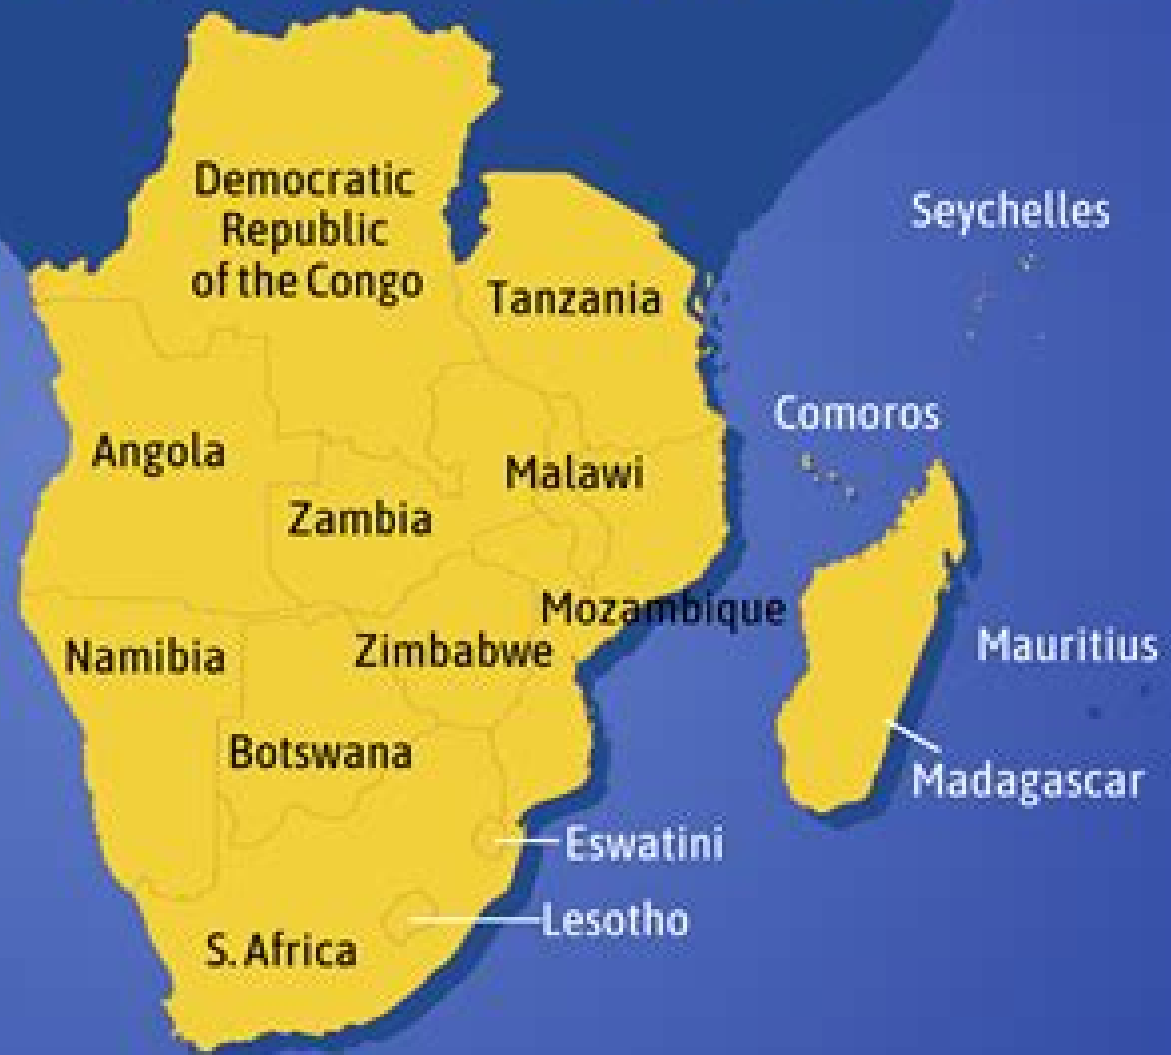 Democratic
Republic
of the Congo
Seychelles
Tanzania
Comoros
Angola
Malawi
Zambia
Mozambique
Namibia
Zimbabwe
Mauritius
Botswana
Madagascar
Eswatini
Lesotho
S. Africa